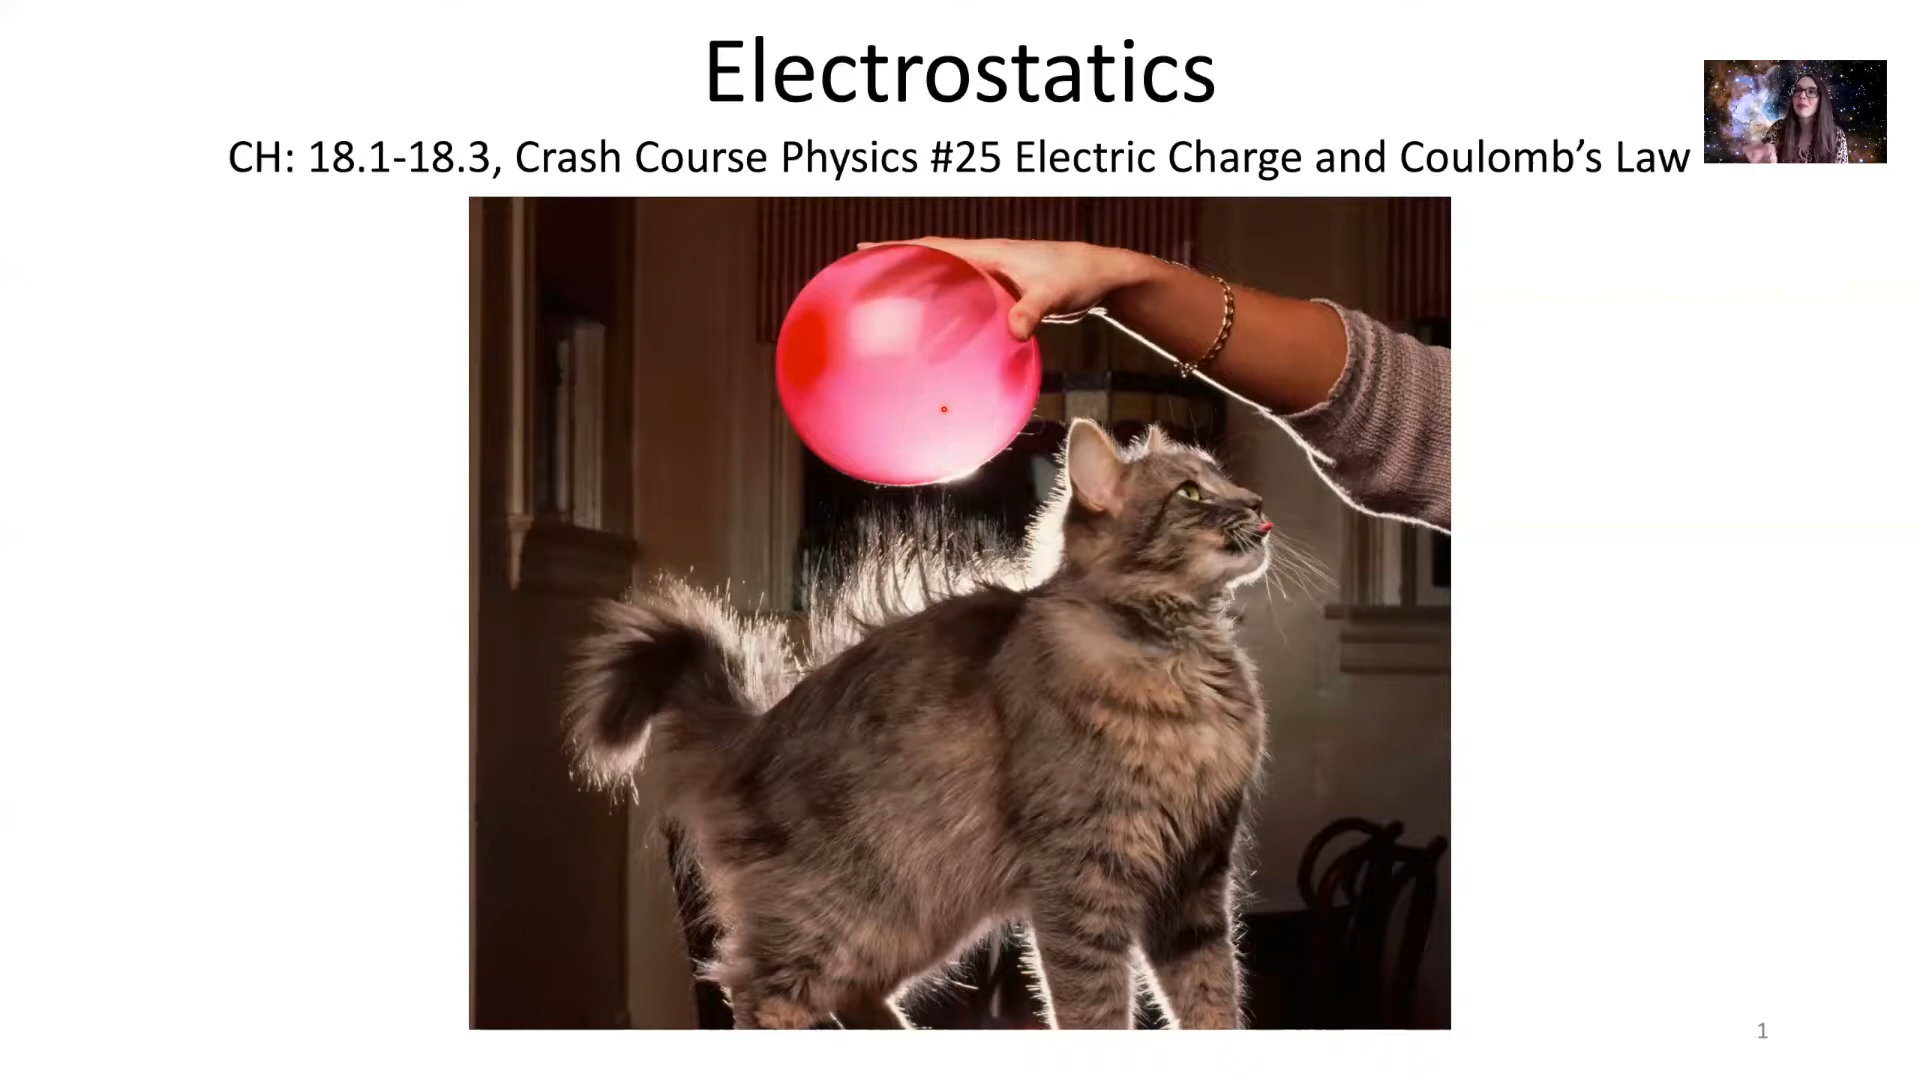 Electrostatics
CH: 18.1-18.3, Crash Course Physics #25 Electric Charge and Coulomb’s Law
1